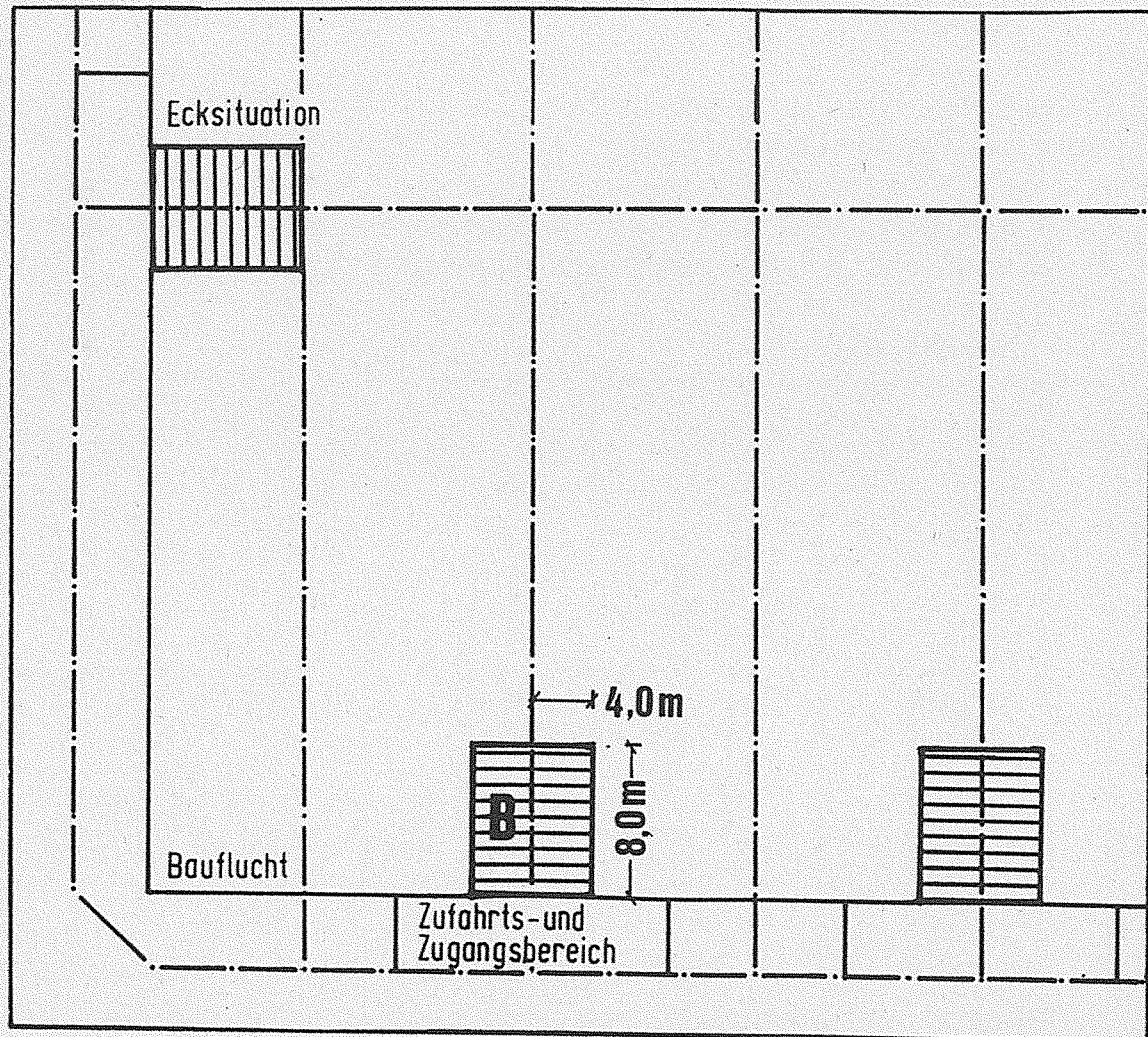 Ecksituation
4,0m
B
8,0m
Bauflucht
Zufahrts-und
Zugangsbereich